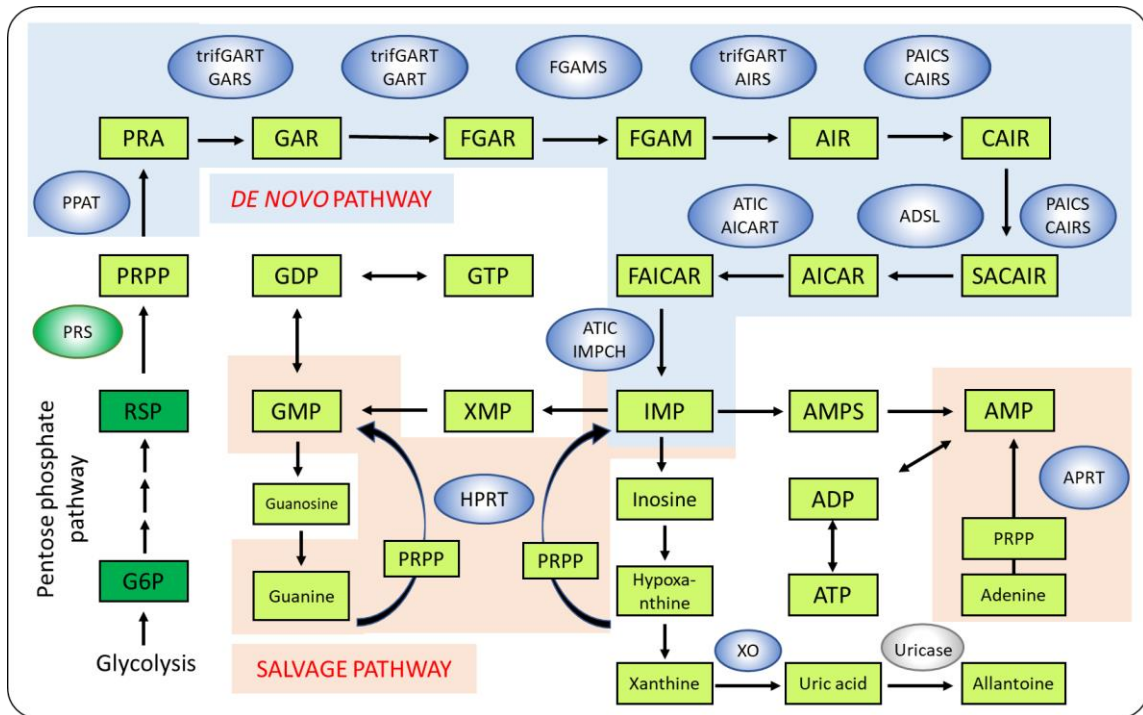 trifGART
GARS
trifGART
GART
FGAMS
trifGART
AIRS
PAICS
CAIRS
PRA
GAR
FGAR
FGAM
AIR
CAIR
PPAT
DE NOVO PATHWAY
ATIC
AICART
ADSL
PAICS
CAIRS
PRPP
GDP
GTP
FAICAR
AICAR
SACAIR
PRS
ATIC
IMPCH
RSP
GMP
XMP
IMP
AMPS
AMP
Pentose phosphate
pathway
Guanosine
HPRT
Inosine
ADP
APRT
PRPP
PRPP
PRPP
G6P
Guanine
Hypoxa-
nthine
ATP
Adenine
Glycolysis
SALVAGE PATHWAY
XO
Uricase
Xanthine
Uric acid
Allantoine